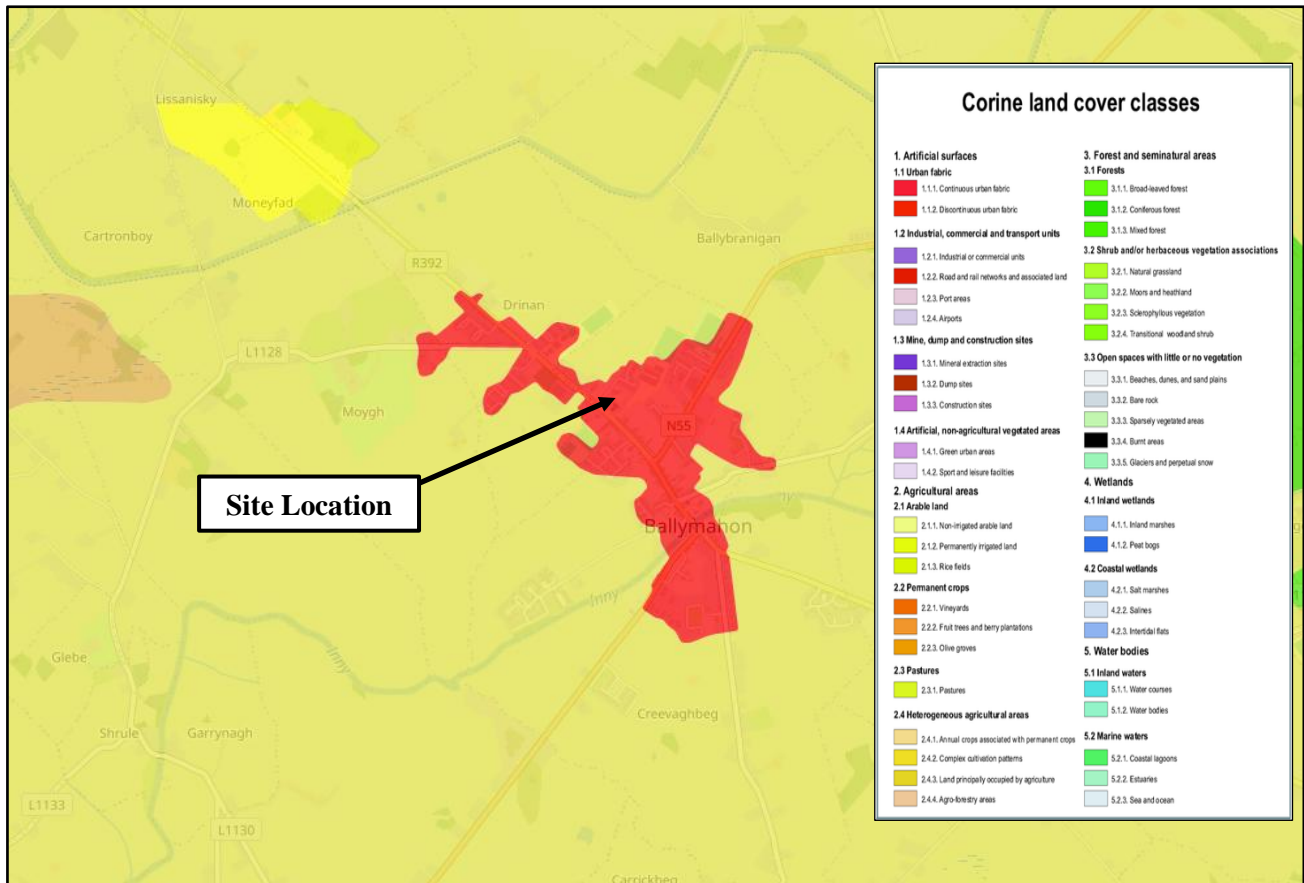 Lissanisky
Moneyfad
Cartronboy
Ballybranigan
R392
Drinan
L1128
Moygh
N55
Site Location
Ballymahon
Inny
ny
Glebe
Creevaghbeg
Shrule
Garrynagh
L1133
L1130
Carrickbeg
Corine land cover classes
1. Artificial surfaces
1.1 Urban fabric
1.1.1. Continuous urban fabric
1.1.2. Discontinuous urban fabric
1.2 Industrial, commercial and transport units
1.2.1. Industrial or commercial units
1.2.2. Road and rail networks and associated land
1.2.3. Port areas
1.2.4. Airports
1.3 Mine, dump and construction sites
1.3.1. Mineral extraction sites
1.3.2. Dump sites
1.3.3. Construction sites
1.4 Artificial, non-agricultural vegetated areas
1.4.1. Green urban areas
1.4.2. Sport and leisure facilities
2. Agricultural areas
2.1 Arable land
2.1.1. Non-irrigated arable land
2.1.2. Permanently irrigated land
2.1.3. Rice fields
2.2 Permanent crops
2.2.1. Vineyards
2.2.2. Fruit trees and berry plantations
2.2.3. Olive groves
2.3 Pastures
2.3.1. Pastures
2.4 Heterogeneous agricultural areas
2.4.1. Annual crops associated with permanent crops
2.4.2. Complex cultivation patterns
2.4.3. Land principally occupied by agriculture
2.4.4. Agro-forestry areas
3. Forest and seminatural areas
3.1 Forests
3.1.1. Broad-leaved forest
3.1.2. Coniferous forest
3.1.3. Mixed forest
3.2 Shrub and/or herbaceous vegetation associations
3.2.1. Natural grassland
3.2.2. Moors and heathland
3.2.3. Sclerophyllous vegetation
3.2.4. Transitional woodland shrub
3.3 Open spaces with little or no vegetation
3.3.1. Beaches, dunes, and sand plains
3.3.2. Bare rock
3.3.3. Sparsely vegetated areas
3.3.4. Burnt areas
3.3.5. Glaciers and perpetual snow
4. Wetlands
4.1 Inland wetlands
4.1.1. Inland marshes
4.1.2. Peat bogs
4.2 Coastal wetlands
4.2.1. Salt marshes
4.2.2. Salines
4.2.3. Intertidal flats
5. Water bodies
5.1 Inland waters
5.1.1. Water courses
5.1.2. Water bodies
5.2 Marine waters
5.2.1. Coastal lagoons
5.2.2. Estuaries
5.2.3. Sea and ocean